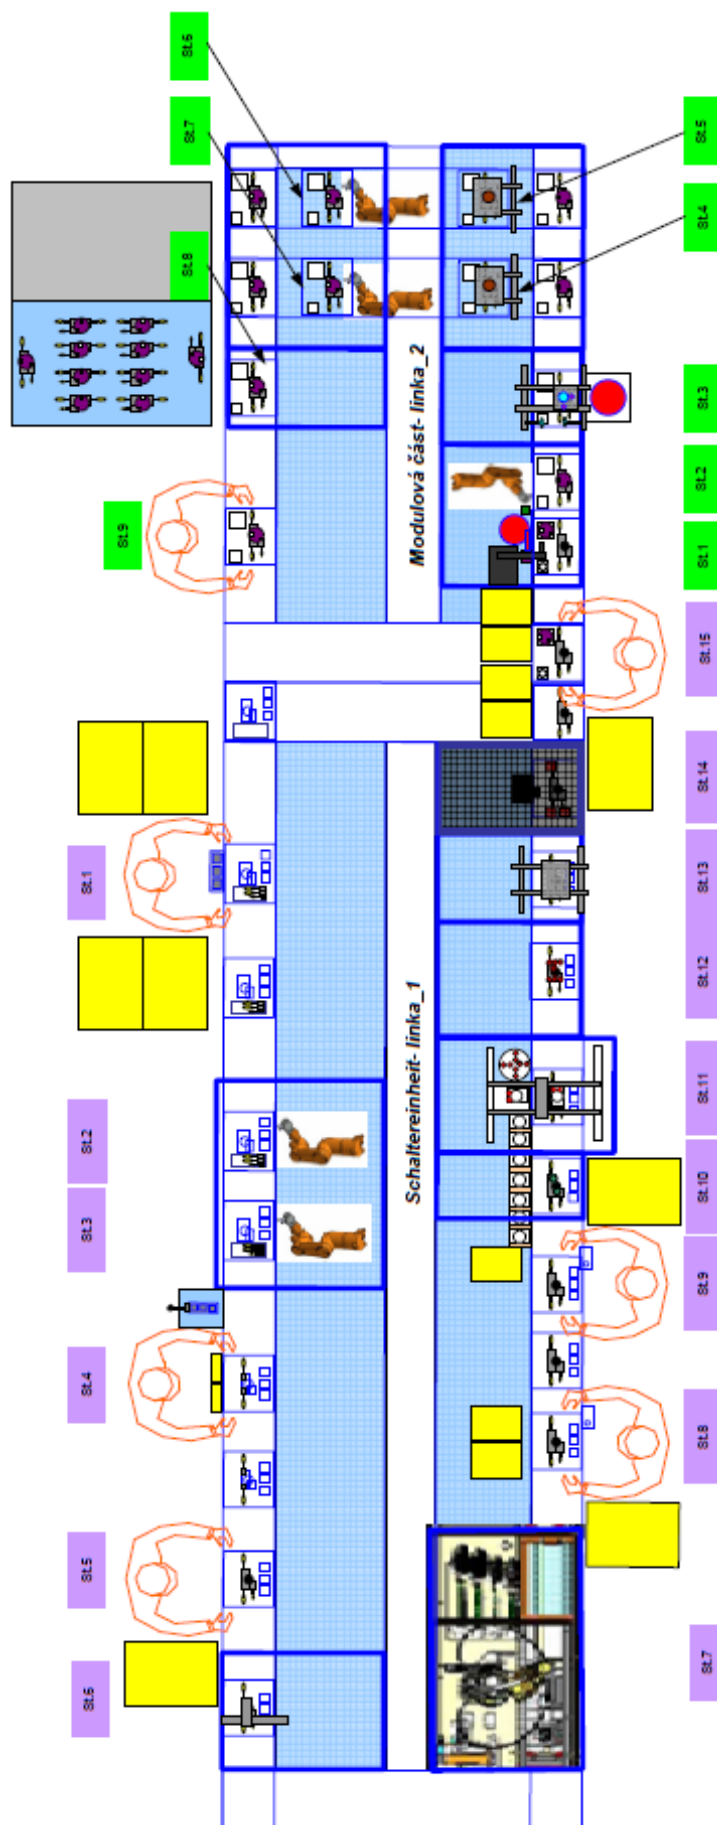 St.6
St.7
St.5
St.4
St.8
Modulová část- linka_2
St.3
St.2
St.9
St.1
St.15
St.14
St.1
St.13
St.12
Schaltereinheit- linka_1
St.11
St.2
St.10
St.3
St.9
St.4
St.8
St.5
St.7
St.6